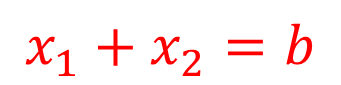 x₁ + x₂ = b